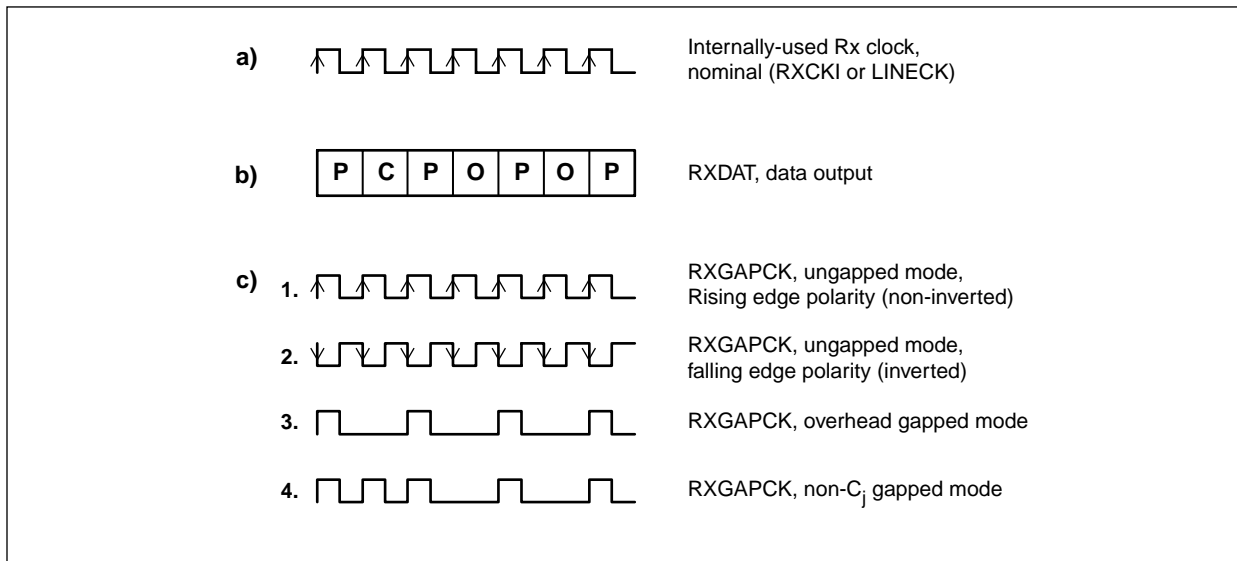 a)
Internally-used Rx clock,
nominal (RXCKI or LINECK)
b)
P C P O P O P
RXDAT, data output
c)
1.
RXGAPCK, ungapped mode,
Rising edge polarity (non-inverted)
2.
RXGAPCK, ungapped mode,
falling edge polarity (inverted)
3.
RXGAPCK, overhead gapped mode
4.
RXGAPCK, non-Cj gapped mode